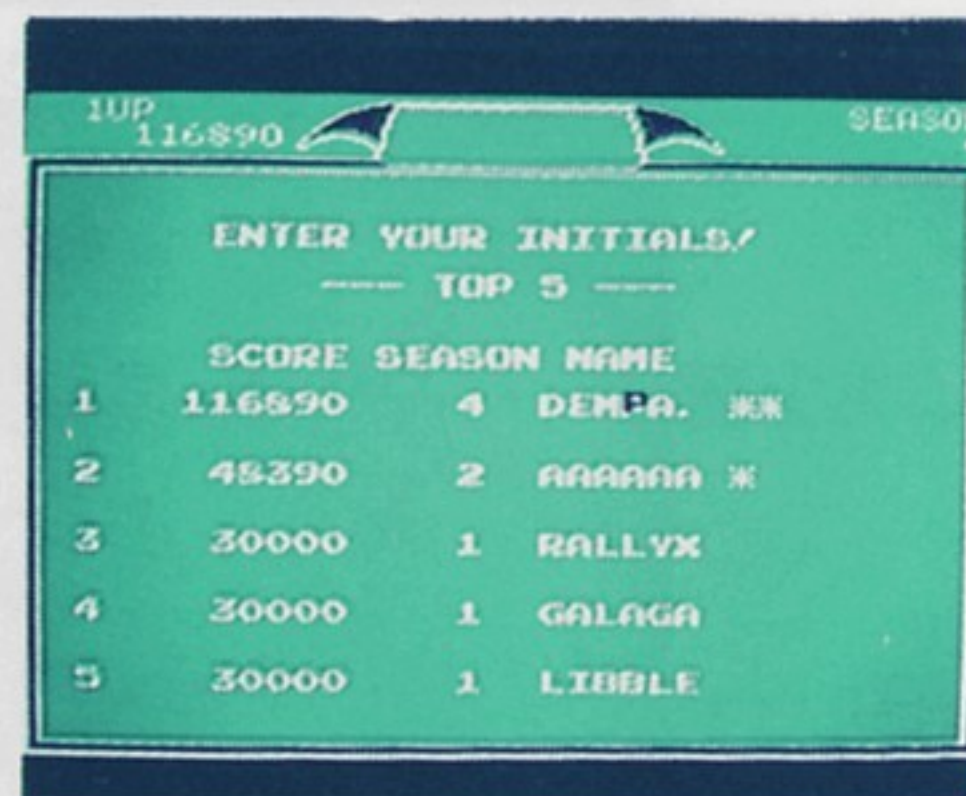 1UP
116890
SEASON
ENTER YOUR INITIALS!
---- TOP 5 ----
SCORE SEASON NAME
1 116890 4 DEMPA. **
2 48390 2 AAAAAA *
3 30000 1 RALLYX
4 30000 1 GALAGA
5 30000 1 LIBBLE